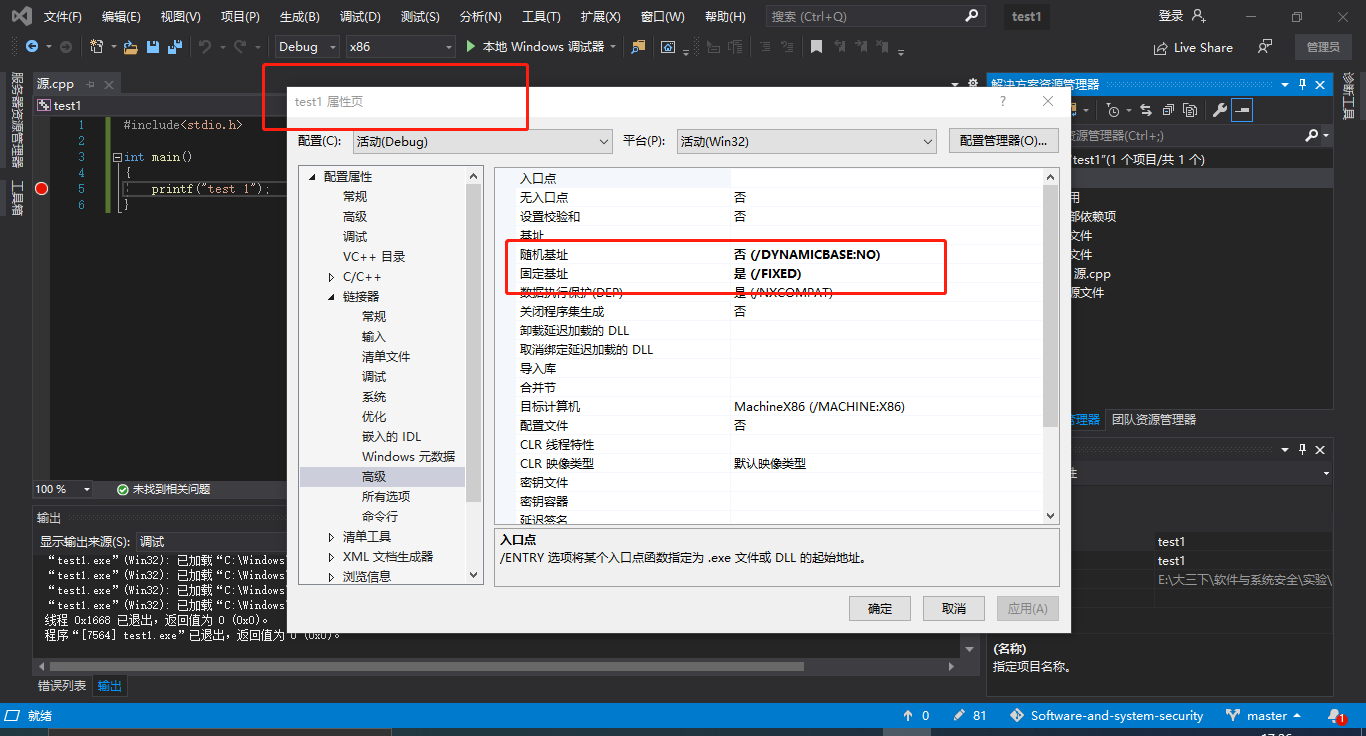 文件(F) 编辑(E) 视图(V) 项目(P) 生成(B) 调试(D) 测试(S) 分析(N) 工具(T) 扩展(X) 窗口(W) 帮助(H) 搜索 (Ctrl+Q) test1 登录
Debug x86 本地 Windows 调试器 Live Share 管理员
服务器资源管理器
工具箱
源.cpp
test1
1 #include<stdio.h>
2
3 int main()
4 {
5 printf("test 1");
6 }
100 % 未找到相关问题
test1 属性页 ?
配置(C): 活动(Debug) 平台(P): 活动(Win32) 配置管理器(O)...
配置属性
常规
高级
调试
VC++ 目录
C/C++
链接器
常规
输入
清单文件
调试
系统
优化
嵌入的 IDL
Windows 元数据
高级
所有选项
命令行
清单工具
XML 文档生成器
浏览信息
入口点
无入口点 否
设置校验和 否
基址
随机基址 否 (/DYNAMICBASE:NO)
固定基址 是 (/FIXED)
数据执行保护(DEP) 是 (/NXCOMPAT)
关闭程序集生成 否
卸载延迟加载的 DLL
取消绑定延迟加载的 DLL
导入库
合并节
目标计算机 MachineX86 (/MACHINE:X86)
配置文件 否
CLR 线程特性
CLR 映像类型 默认映像类型
密钥文件
密钥容器
延迟签名
入口点
/ENTRY 选项将某个入口点函数指定为 .exe 文件或 DLL 的起始地址。
确定 取消 应用(A)
解决方案资源管理器
资源管理器(Ctrl+;)
test1"(1 个项目/共 1 个)
用
部依赖项
文件
文件
源.cpp
源文件
管理器 团队资源管理器
诊断工具
性
test1
test1
E:\大三下\软件与系统安全\实验\
(名称)
指定项目名称。
输出
显示输出来源(S): 调试
“test1.exe”(Win32): 已加载“C:\Windows\
“test1.exe”(Win32): 已加载“C:\Windows\
“test1.exe”(Win32): 已加载“C:\Windows\
“test1.exe”(Win32): 已加载“C:\Windows\
线程 0x1668 已退出，返回值为 0 (0x0)。
程序“[7564] test1.exe”已退出，返回值为 0 (0x0)。
错误列表 输出
就绪 0 81 Software-and-system-security master 1